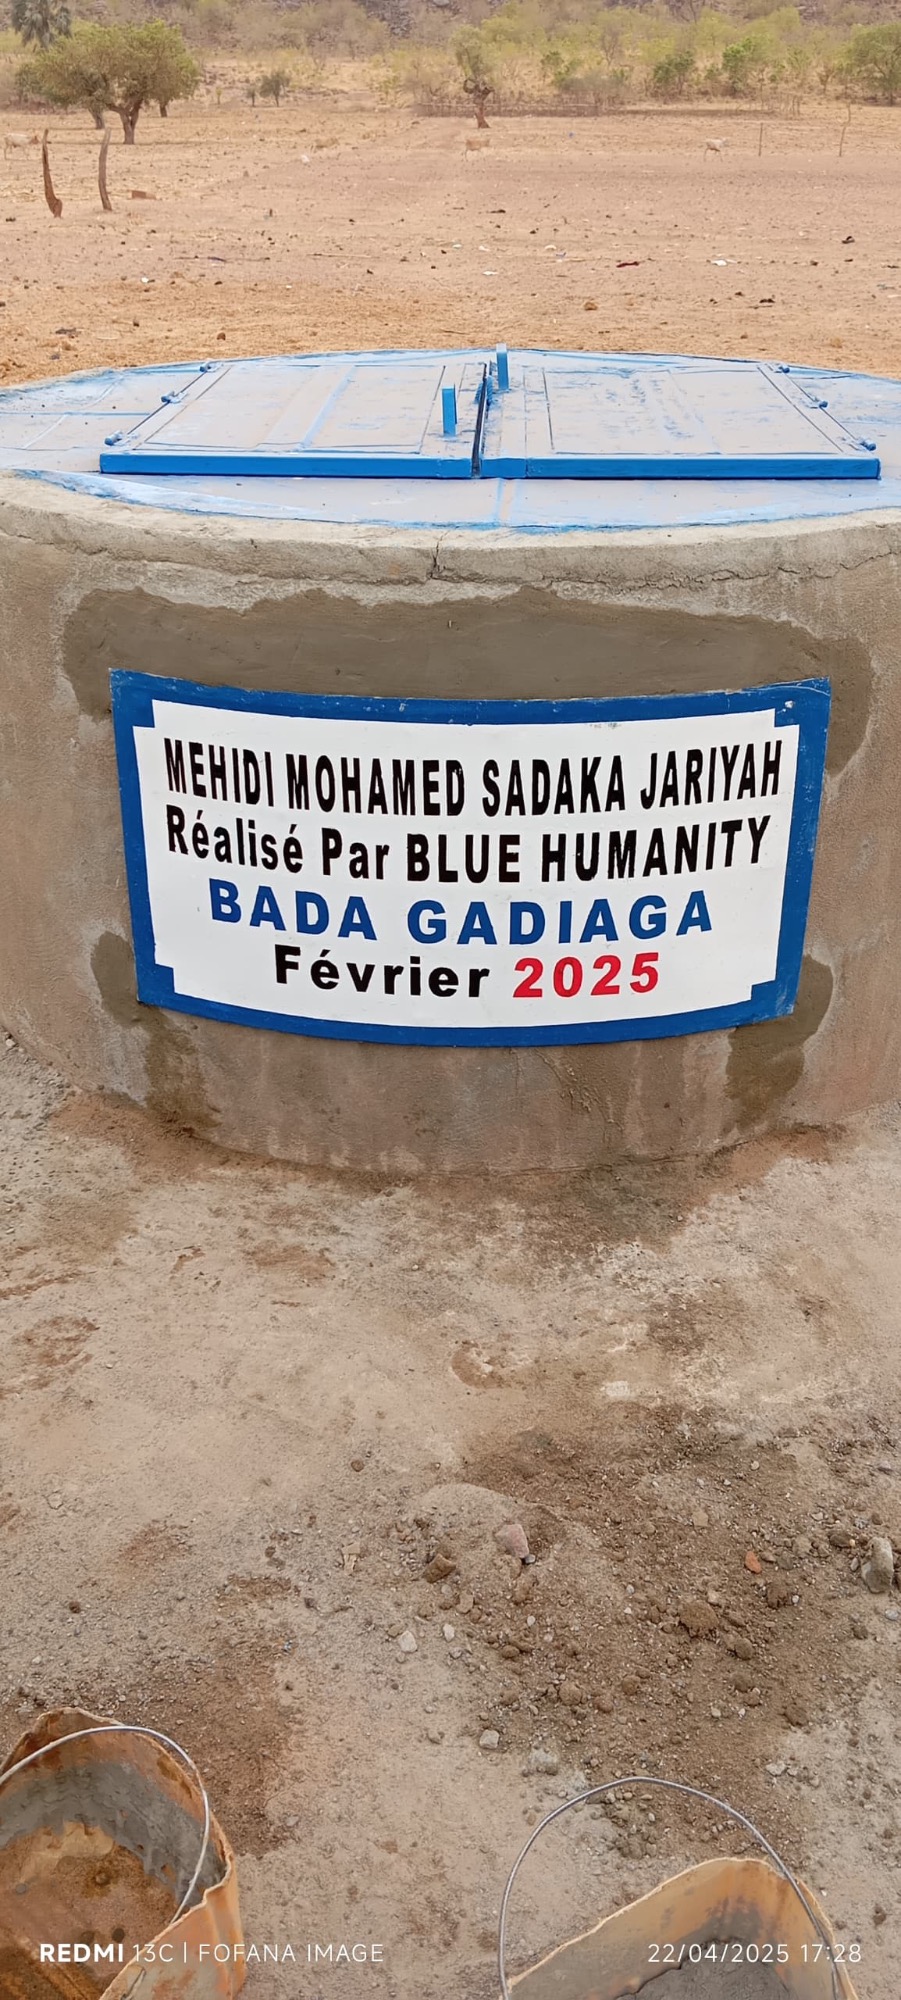 MEHIDI MOHAMED SADAKA JARIYAH
Réalisé Par BLUE HUMANITY
BADA GADIAGA
Février 2025
REDMI 13C | FOFANA IMAGE
22/04/2025 17:28